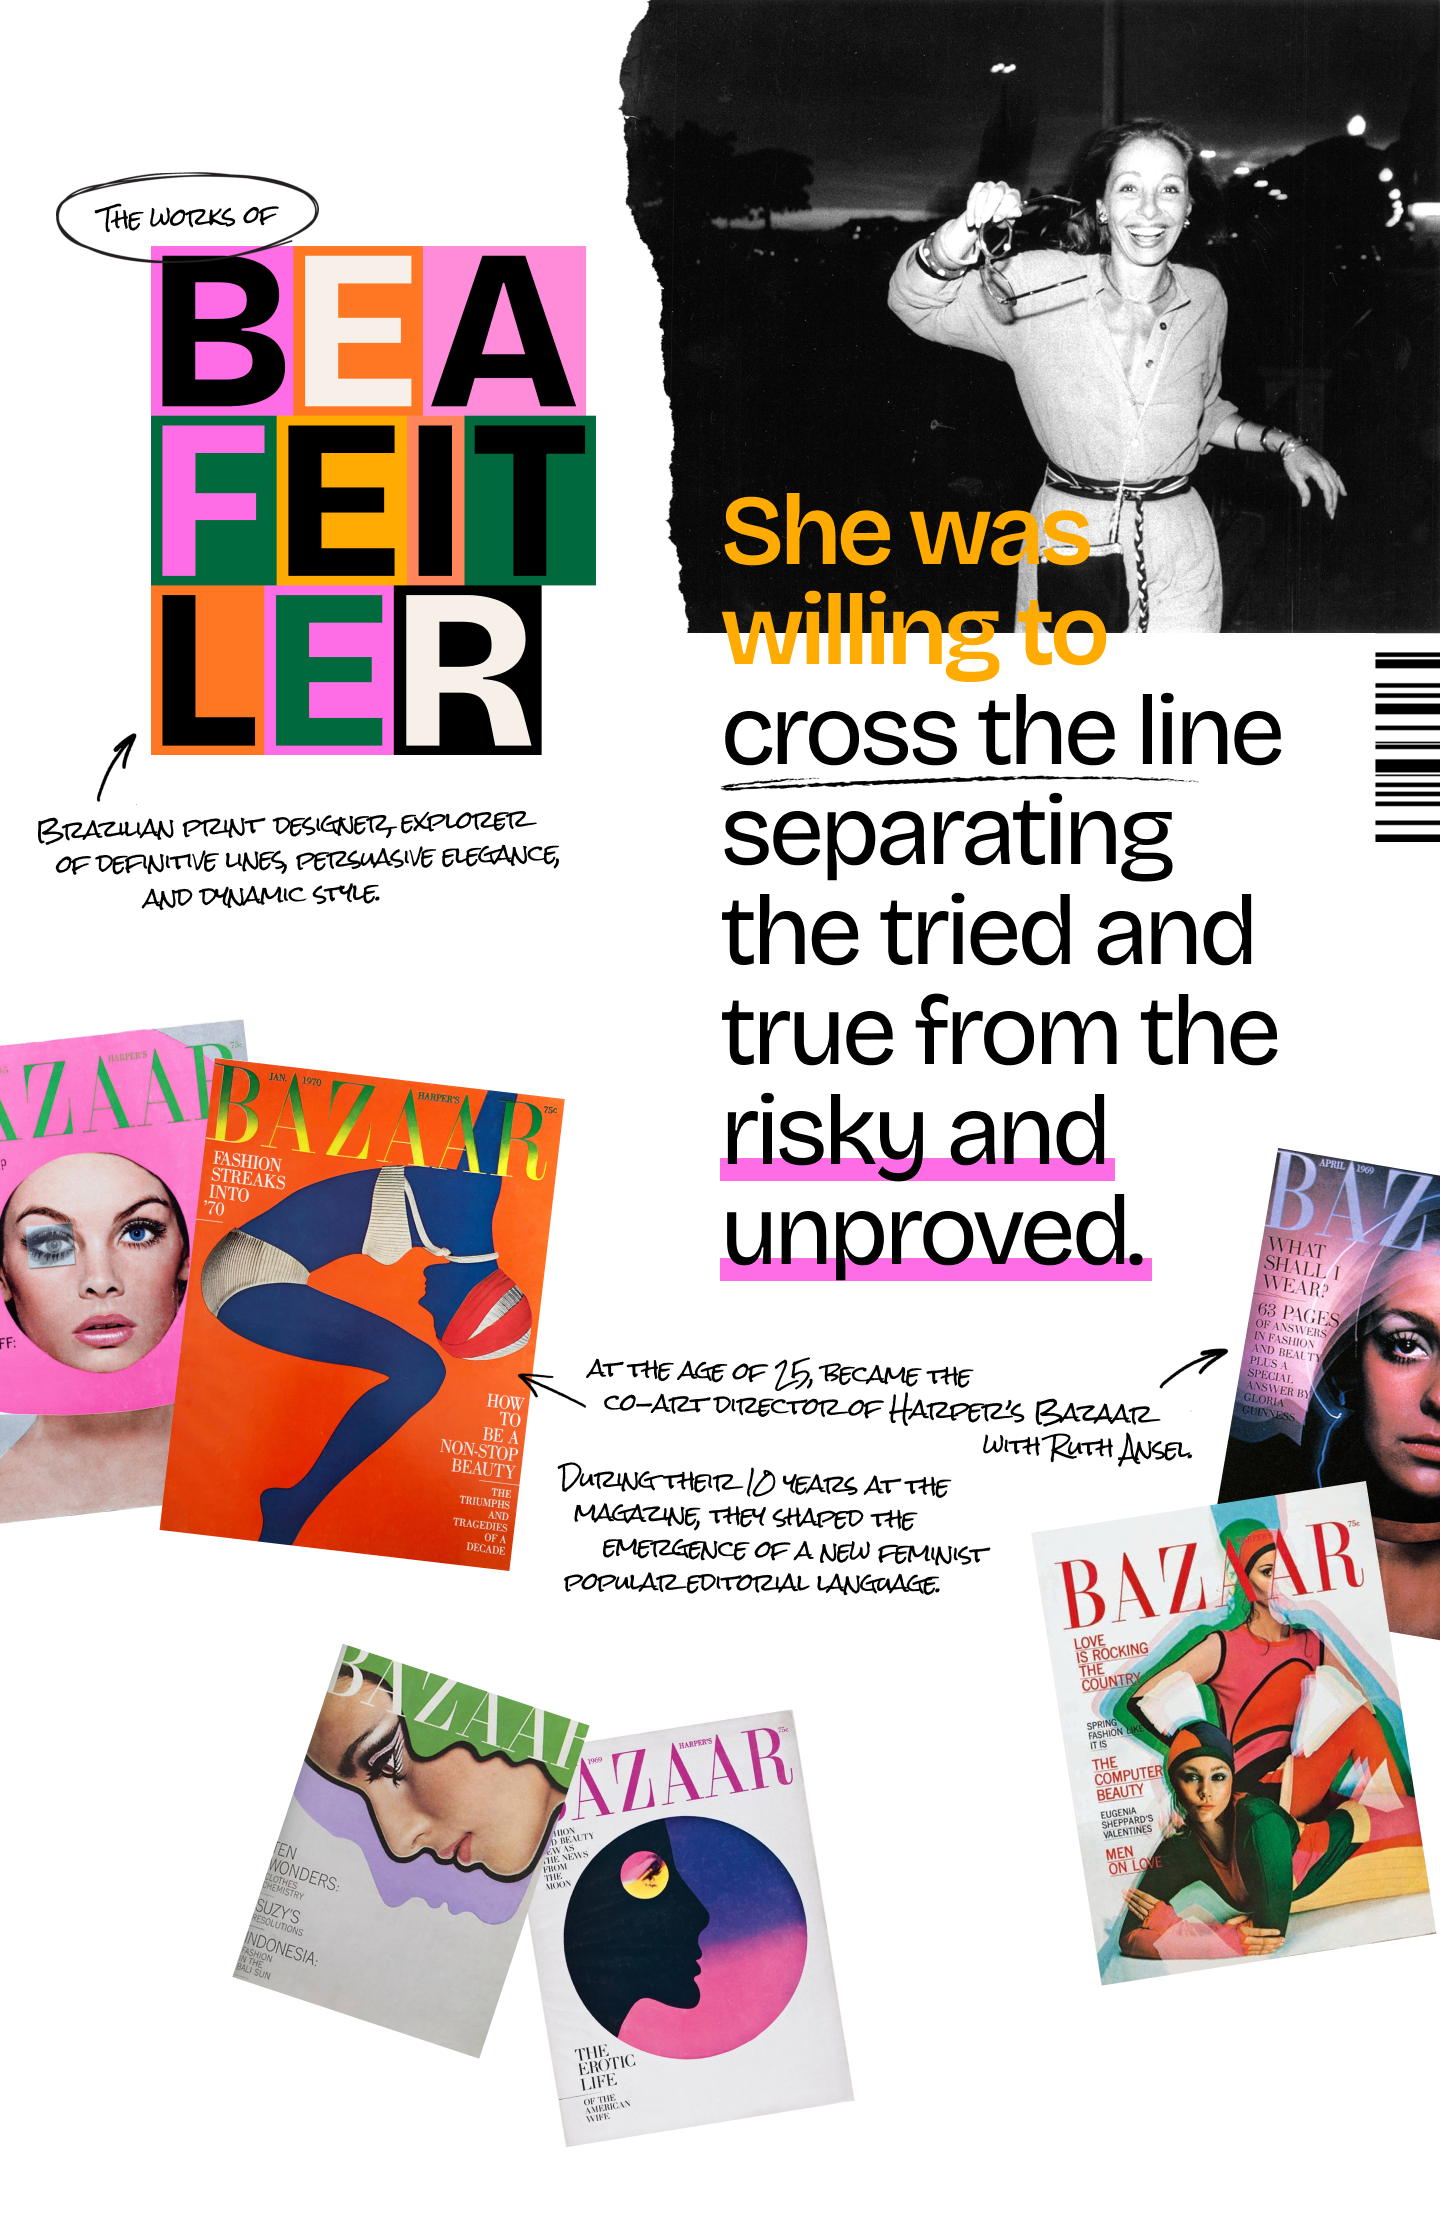 THE WORKS OF
BEA
FEIT
LER
BRAZILIAN PRINT DESIGNER, EXPLORER
OF DEFINITIVE LINES, PERSUASIVE ELEGANCE,
AND DYNAMIC STYLE.
She was
willing to
cross the line
separating
the tried and
true from the
risky and
unproved.
AZAAR
HARPER'S
75¢
FF:
JAN. 1970
HARPER'S
75¢
BAZAAR
FASHION
STREAKS
INTO
'70
HOW
TO
BE A
NON-STOP
BEAUTY
THE
TRIUMPHS
AND
TRAGEDIES
OF A
DECADE
AT THE AGE OF 25, BECAME THE
CO-ART DIRECTOR OF HARPER'S BAZAAR
WITH RUTH ANSEL.
DURING THEIR 10 YEARS AT THE
MAGAZINE, THEY SHAPED THE
EMERGENCE OF A NEW FEMINIST
POPULAR EDITORIAL LANGUAGE.
APRIL 1969
BAZ
WHAT
SHALL I
WEAR?
63 PAGES
OF ANSWERS
IN FASHION
AND BEAUTY
PLUS A
SPECIAL
ANSWER BY
GLORIA
GUINNESS
BAZAAR
HARPER'S
75¢
LOVE
IS ROCKING
THE
COUNTRY
SPRING
FASHION LIKE
IT IS
THE
COMPUTER
BEAUTY
EUGENIA
SHEPPARD'S
VALENTINES
MEN
ON LOVE
BAZAAR
TEN
WONDERS:
CLOTHES
CHEMISTRY
SUZY'S
RESOLUTIONS
INDONESIA:
FASHION
IN THE
BALI SUN
1969
HARPER'S
75¢
BAZAAR
HION
D BEAUTY
EW AS
HE NEWS
FROM
THE
MOON
THE
EROTIC
LIFE
OF THE
AMERICAN
WIFE